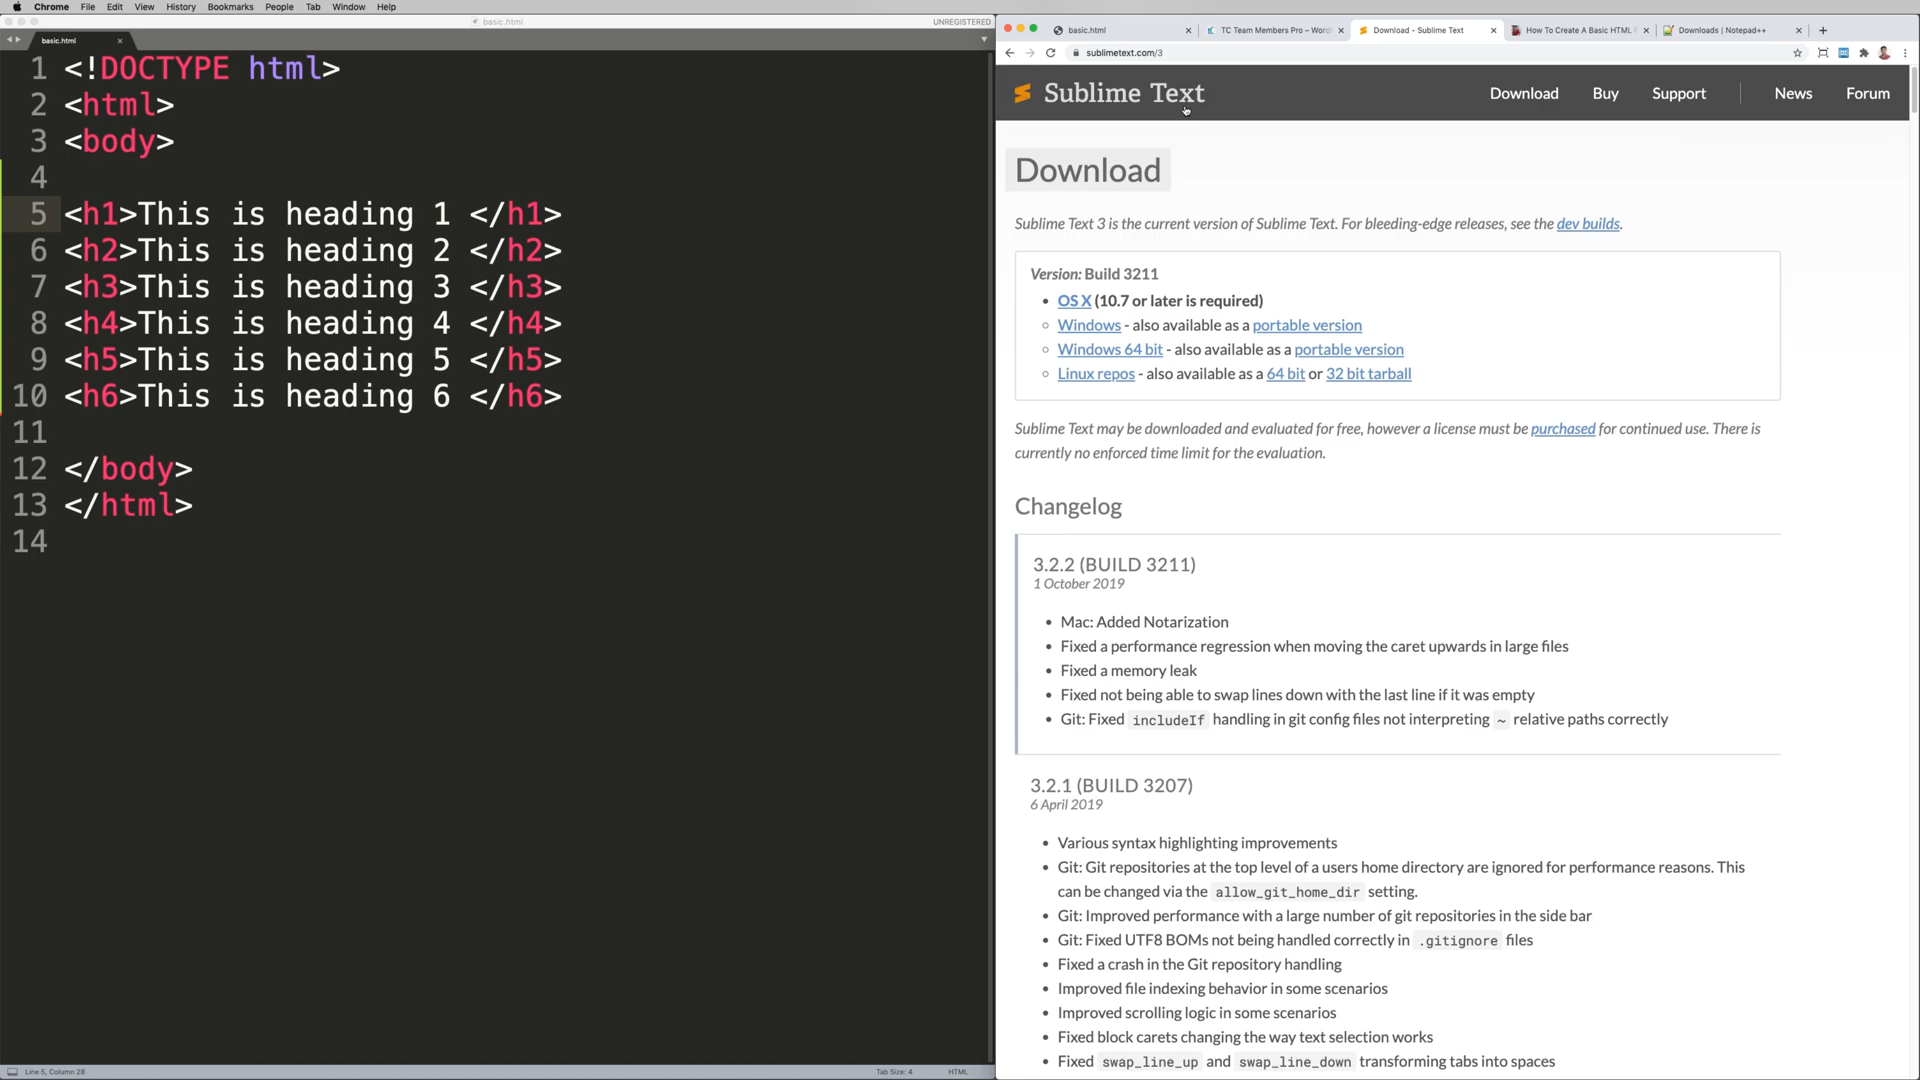 Chrome File Edit View History Bookmarks People Tab Window Help
basic.html
UNREGISTERED
basic.html
1 <!DOCTYPE html>
2 <html>
3 <body>
4
5 <h1>This is heading 1 </h1>
6 <h2>This is heading 2 </h2>
7 <h3>This is heading 3 </h3>
8 <h4>This is heading 4 </h4>
9 <h5>This is heading 5 </h5>
10 <h6>This is heading 6 </h6>
11
12 </body>
13 </html>
14
Line 5, Column 28
Tab Size: 4
HTML
basic.html
TC Team Members Pro – Word
Download - Sublime Text
How To Create A Basic HTML
Downloads | Notepad++
sublimetext.com/3
Sublime Text
Download Buy Support News Forum
Download
Sublime Text 3 is the current version of Sublime Text. For bleeding-edge releases, see the dev builds.
Version: Build 3211
OS X (10.7 or later is required)
Windows - also available as a portable version
Windows 64 bit - also available as a portable version
Linux repos - also available as a 64 bit or 32 bit tarball
Sublime Text may be downloaded and evaluated for free, however a license must be purchased for continued use. There is
currently no enforced time limit for the evaluation.
Changelog
3.2.2 (BUILD 3211)
1 October 2019
Mac: Added Notarization
Fixed a performance regression when moving the caret upwards in large files
Fixed a memory leak
Fixed not being able to swap lines down with the last line if it was empty
Git: Fixed includeIf handling in git config files not interpreting ~ relative paths correctly
3.2.1 (BUILD 3207)
6 April 2019
Various syntax highlighting improvements
Git: Git repositories at the top level of a users home directory are ignored for performance reasons. This
can be changed via the allow_git_home_dir setting.
Git: Improved performance with a large number of git repositories in the side bar
Git: Fixed UTF8 BOMs not being handled correctly in .gitignore files
Fixed a crash in the Git repository handling
Improved file indexing behavior in some scenarios
Improved scrolling logic in some scenarios
Fixed block carets changing the way text selection works
Fixed swap_line_up and swap_line_down transforming tabs into spaces